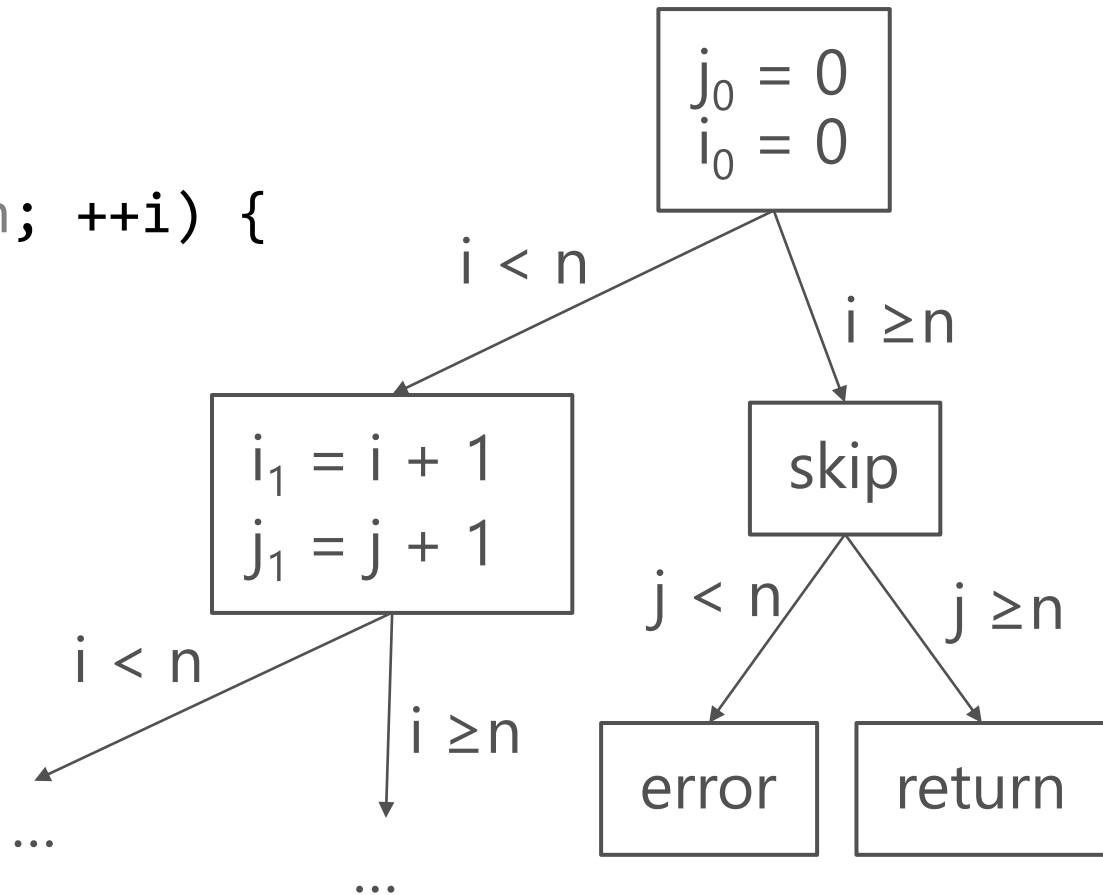 j₀ = 0
i₀ = 0
; ++i) {
i < n
i ≥n
i₁ = i + 1
j₁ = j + 1
skip
i < n
i ≥n
j < n
j ≥n
error
return
...
...